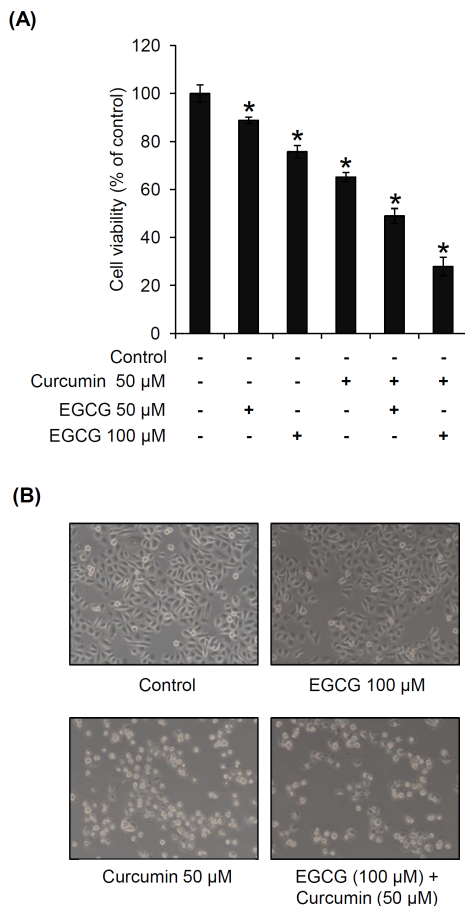 (A)
Cell viability (% of control)
120
100
80
60
40
20
0
* * * * *
Control - - - - - -
Curcumin 50 µM - - - + + +
EGCG 50 µM - + - - + -
EGCG 100 µM - - + - - +
(B)
Control EGCG 100 µM
Curcumin 50 µM EGCG (100 µM) +
Curcumin (50 µM)